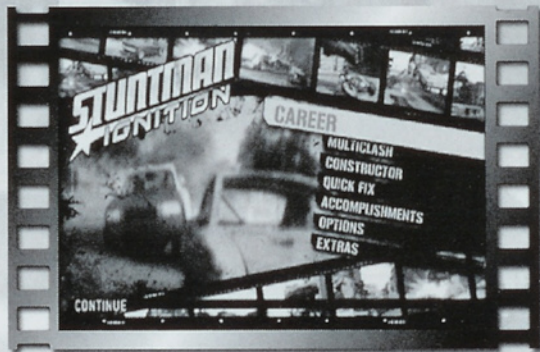 STUNTMAN
IGNITION
CAREER
MULTICLASH
CONSTRUCTOR
QUICK FIX
ACCOMPLISHMENTS
OPTIONS
EXTRAS
CONTINUE